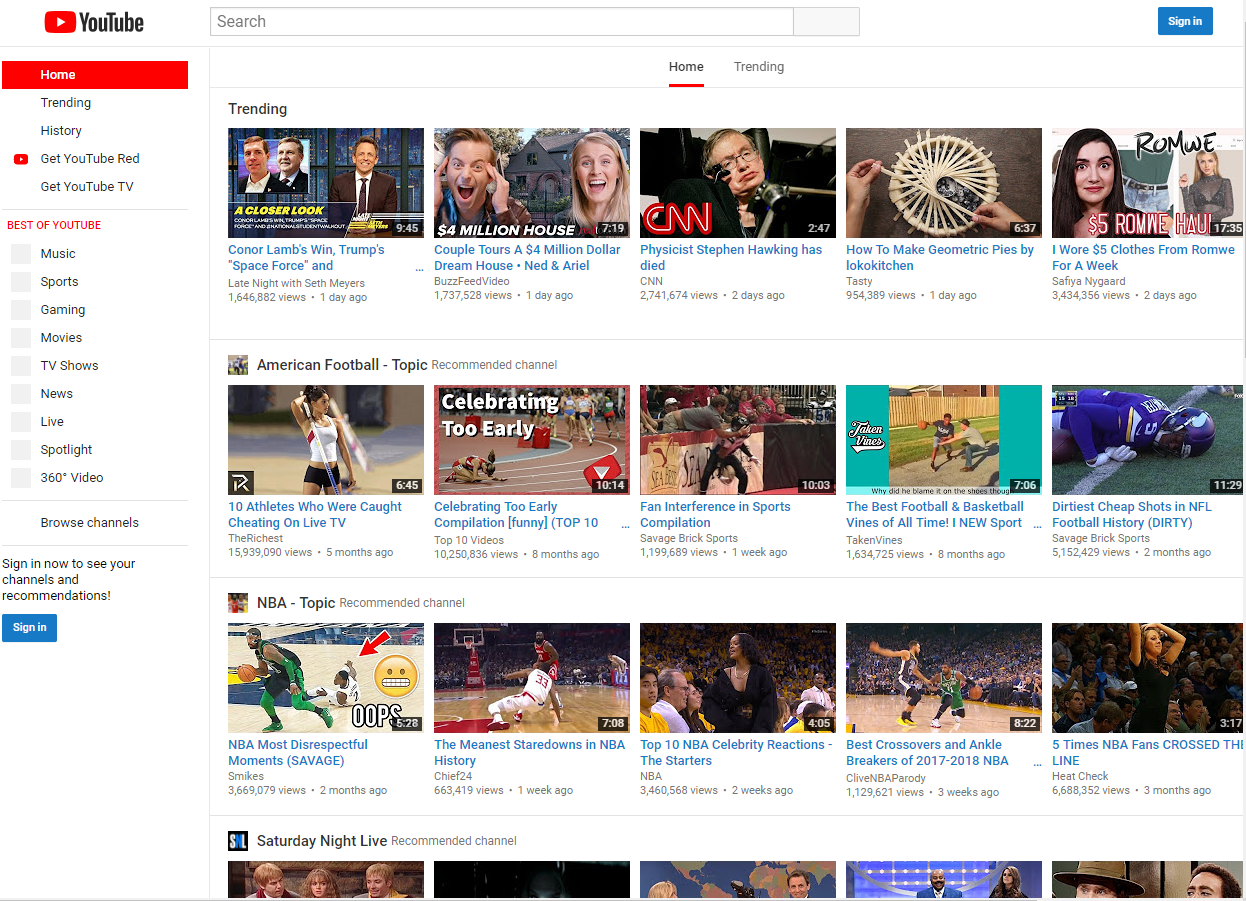 YouTube
Search
Sign in
Home
Trending
History
Get YouTube Red
Get YouTube TV
BEST OF YOUTUBE
Music
Sports
Gaming
Movies
TV Shows
News
Live
Spotlight
360° Video
Browse channels
Sign in now to see your
channels and
recommendations!
Sign in
Home Trending
Trending
A CLOSER LOOK
CONOR LAMB'S WIN, TRUMP'S "SPACE
FORCE" AND #NATIONALSTUDENTWALKOUT
LATE NIGHT SETH MEYERS
9:45
Conor Lamb's Win, Trump's
"Space Force" and ...
Late Night with Seth Meyers
1,646,882 views • 1 day ago
$4 MILLION HOUSE
7:19
Couple Tours A $4 Million Dollar
Dream House • Ned & Ariel
BuzzFeedVideo
1,737,528 views • 1 day ago
CNN
2:47
Physicist Stephen Hawking has
died
CNN
2,741,674 views • 2 days ago
6:37
How To Make Geometric Pies by
lokokitchen
Tasty
954,389 views • 1 day ago
ROMWE
$5 ROMWE HAUL
17:35
I Wore $5 Clothes From Romwe
For A Week
Safiya Nygaard
3,434,356 views • 2 days ago
American Football - Topic Recommended channel
R
6:45
10 Athletes Who Were Caught
Cheating On Live TV
TheRichest
15,939,090 views • 5 months ago
Celebrating
Too Early
10:14
Celebrating Too Early
Compilation [funny] (TOP 10 ...
Top 10 Videos
10,250,836 views • 8 months ago
10:03
Fan Interference in Sports
Compilation
Savage Brick Sports
1,199,689 views • 1 week ago
Taken
Vines
Why did he blame it on the shoes though
7:06
The Best Football & Basketball
Vines of All Time! I NEW Sport ...
TakenVines
1,634,725 views • 8 months ago
11:29
Dirtiest Cheap Shots in NFL
Football History (DIRTY)
Savage Brick Sports
5,152,429 views • 2 months ago
NBA - Topic Recommended channel
OOPS
5:28
NBA Most Disrespectful
Moments (SAVAGE)
Smikes
3,669,079 views • 2 months ago
33
7:08
The Meanest Staredowns in NBA
History
Chief24
663,419 views • 1 week ago
4:05
Top 10 NBA Celebrity Reactions -
The Starters
NBA
3,460,568 views • 2 weeks ago
8:22
Best Crossovers and Ankle
Breakers of 2017-2018 NBA ...
CliveNBAParody
1,129,621 views • 3 weeks ago
3:17
5 Times NBA Fans CROSSED THE
LINE
Heat Check
6,688,352 views • 3 months ago
SNL
Saturday Night Live Recommended channel